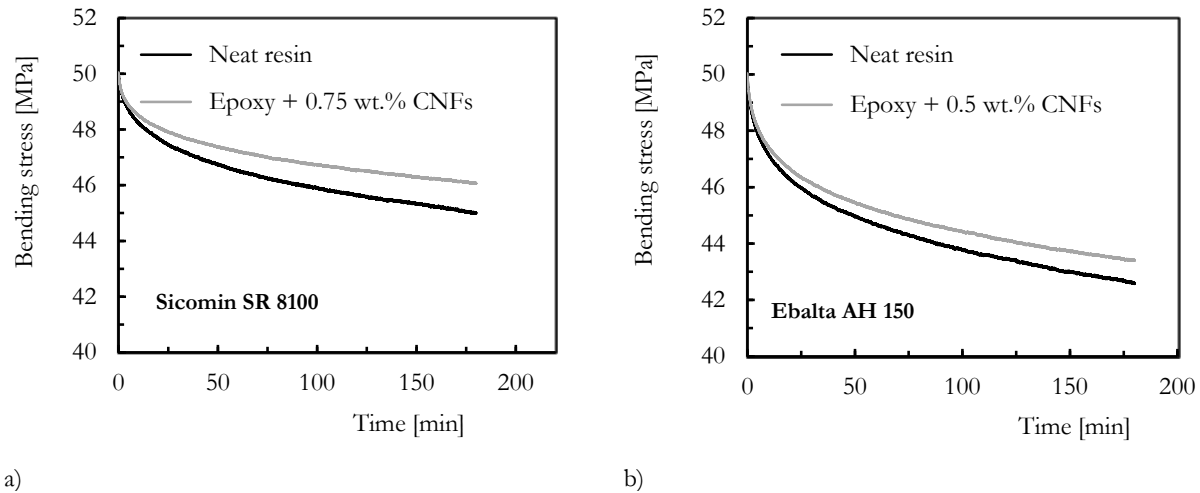 52
50
48
46
44
42
40
Bending stress [MPa]
Neat resin
Epoxy + 0.75 wt.% CNFs
Sicomin SR 8100
0
50
100
150
200
Time [min]
a)
52
50
48
46
44
42
40
Bending stress [MPa]
Neat resin
Epoxy + 0.5 wt.% CNFs
Ebalta AH 150
0
50
100
150
200
Time [min]
b)